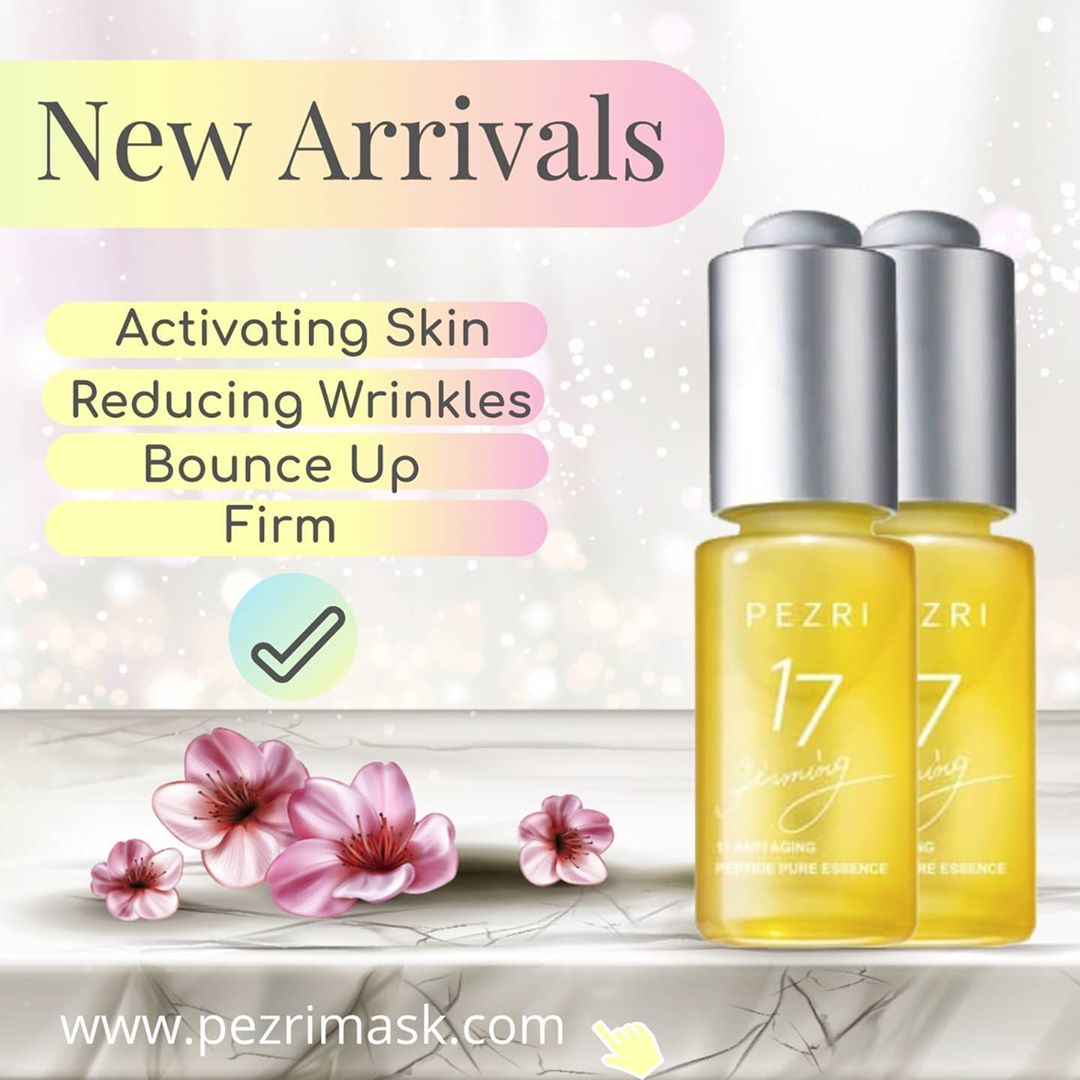 New Arrivals
Activating Skin
Reducing Wrinkles
Bounce Up
Firm
PEZRI
17
Firming
17 ANTI AGING
PEPTIDE PURE ESSENCE
ZRI
7
ing
NG
RE ESSENCE
www.pezrimask.com